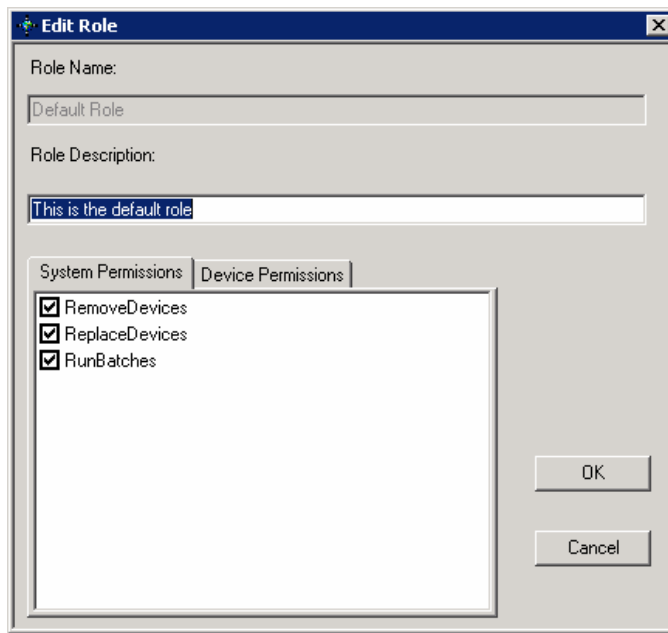 Edit Role
Role Name:
Default Role
Role Description:
This is the default role
System Permissions Device Permissions
RemoveDevices
ReplaceDevices
RunBatches
OK
Cancel